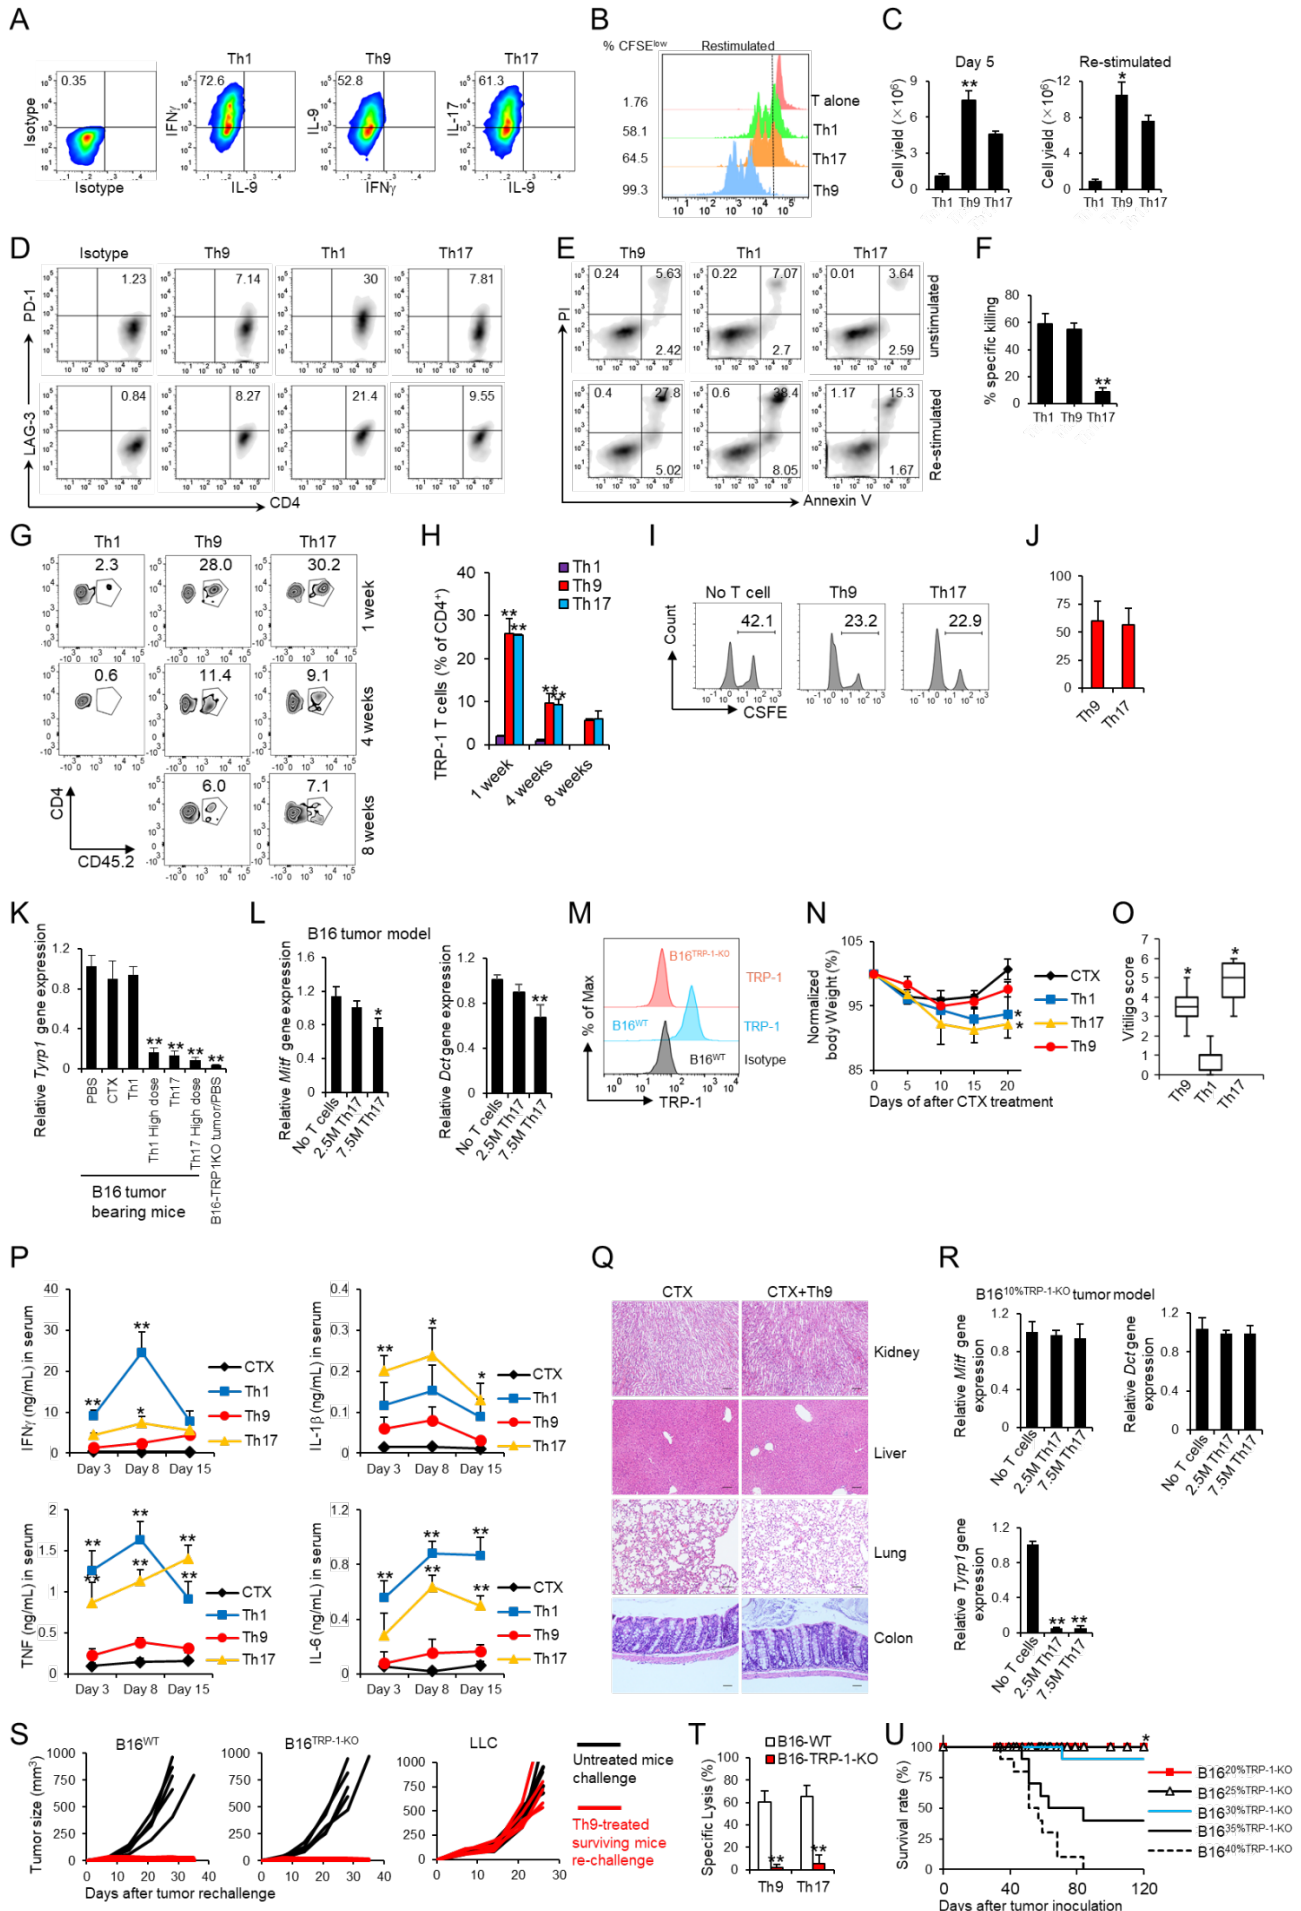 A
Th1
Th9
Th17
0.35
72.6
52.8
61.3
Isotype
IFNγ
IL-9
IL-17
Isotype
IL-9
IFNγ
IL-9
B
% CFSElow
Restimulated
1.76
T alone
58.1
Th1
64.5
Th17
99.3
Th9
C
Day 5
Re-stimulated
Cell yield (×10⁶)
Cell yield (×10⁶)
Th1 Th9 Th17
Th1 Th9 Th17
D
Isotype
Th9
Th1
Th17
1.23
7.14
30
7.81
PD-1
0.84
8.27
21.4
9.55
LAG-3
CD4
E
Th9
Th1
Th17
0.24 5.63
0.22 7.07
0.01 3.64
2.42
2.7
2.59
unstimulated
PI
0.4 27.8
0.6 38.4
1.17 15.3
5.02
8.05
1.67
Re-stimulated
Annexin V
F
% specific killing
Th1 Th9 Th17
G
Th1
Th9
Th17
2.3
28.0
30.2
1 week
0.6
11.4
9.1
4 weeks
6.0
7.1
8 weeks
CD4
CD45.2
H
TRP-1 T cells (% of CD4⁺)
Th1
Th9
Th17
1 week
4 weeks
8 weeks
I
No T cell
Th9
Th17
42.1
23.2
22.9
Count
CSFE
J
Th9
Th17
K
Relative Tyrp1 gene expression
PBS
CTX
Th1
Th1 High dose
Th17
Th17 High dose
B16-TRP1KO tumor/PBS
B16 tumor
bearing mice
L
B16 tumor model
Relative Mitf gene expression
Relative Dct gene expression
No T cells
2.5M Th17
7.5M Th17
No T cells
2.5M Th17
7.5M Th17
M
% of Max
B16TRP-1-KO
TRP-1
B16WT
TRP-1
B16WT
Isotype
TRP-1
N
Normalized
body Weight (%)
CTX
Th1
Th17
Th9
Days of after CTX treatment
O
Vitiligo score
Th9
Th1
Th17
P
IFNγ (ng/mL) in serum
CTX
Th1
Th9
Th17
Day 3 Day 8 Day 15
IL-1β (ng/mL) in serum
CTX
Th1
Th9
Th17
Day 3 Day 8 Day 15
TNF (ng/mL) in serum
CTX
Th1
Th9
Th17
Day 3 Day 8 Day 15
IL-6 (ng/mL) in serum
CTX
Th1
Th9
Th17
Day 3 Day 8 Day 15
Q
CTX
CTX+Th9
Kidney
Liver
Lung
Colon
R
B1610%TRP-1-KO tumor model
Relative Mitf gene
expression
Relative Dct gene
expression
No T cells
2.5M Th17
7.5M Th17
No T cells
2.5M Th17
7.5M Th17
Relative Tyrp1 gene
expression
No T cells
2.5M Th17
7.5M Th17
S
B16WT
B16TRP-1-KO
LLC
Tumor size (mm³)
Days after tumor rechallenge
Untreated mice
challenge
Th9-treated
surviving mice
re-challenge
T
B16-WT
B16-TRP-1-KO
Specific Lysis (%)
Th9 Th17
U
Survival rate (%)
B1620%TRP-1-KO
B1625%TRP-1-KO
B1630%TRP-1-KO
B1635%TRP-1-KO
B1640%TRP-1-KO
Days after tumor inoculation